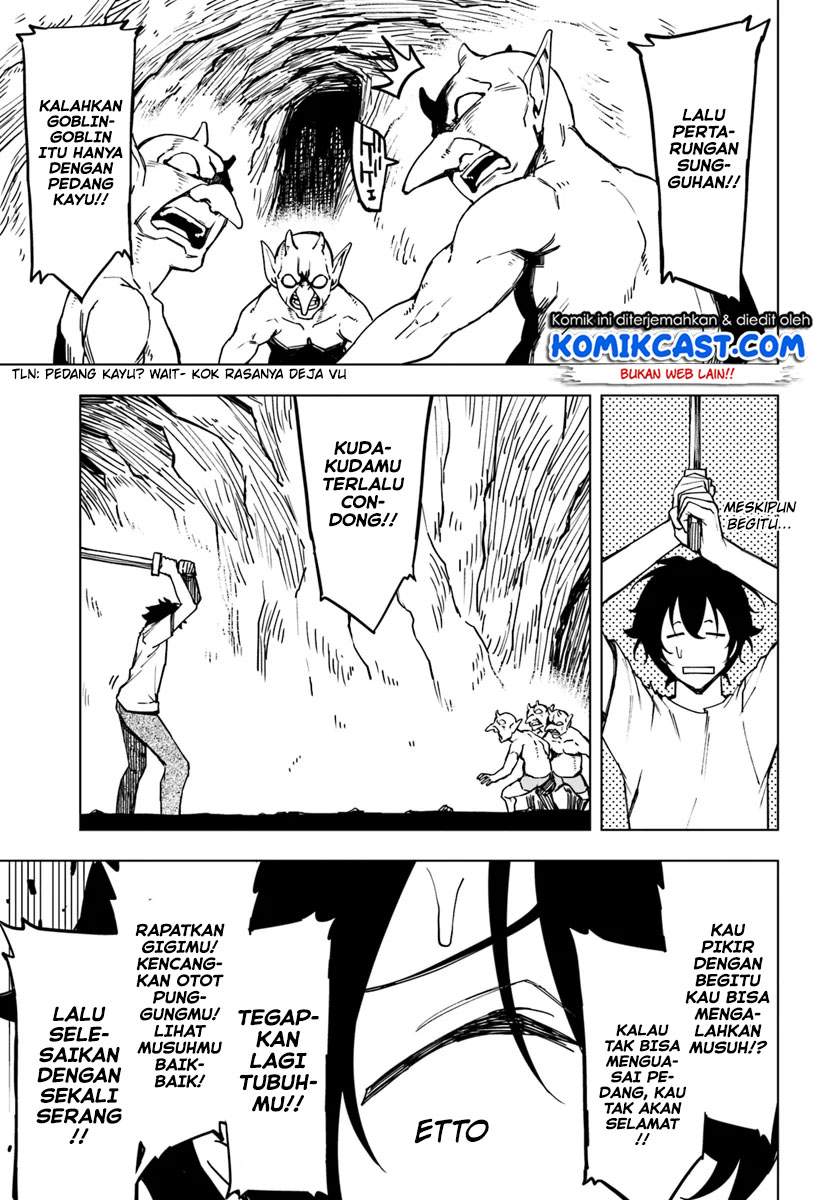 LALU
PERTA-
RUNGAN
SUNG-
GUHAN!!
KALAHKAN
GOBLIN-
GOBLIN
ITU HANYA
DENGAN
PEDANG
KAYU!!
Komik ini diterjemahkan & diedit oleh
KOMIKCAST.COM
BUKAN WEB LAIN!!
TLN: PEDANG KAYU? WAIT- KOK RASANYA DEJA VU
MESKIPUN
BEGITU...
KUDA-
KUDAMU
TERLALU
CON-
DONG!!
KAU
PIKIR
DENGAN
BEGITU
KAU BISA
MENGA-
LAHKAN
MUSUH!?
KALAU
TAK BISA
MENGUA-
SAI PE-
DANG, KAU
TAK AKAN
SELAMAT
!!
ETTO
TEGAP-
KAN
LAGI
TUBUH-
MU!!
RAPATKAN
GIGIMU!
KENCANG-
KAN OTOT
PUNG-
GUNGMU!
LIHAT
MUSUHMU
BAIK-
BAIK!
LALU
SELE-
SAIKAN
DENGAN
SEKALI
SERANG
!!